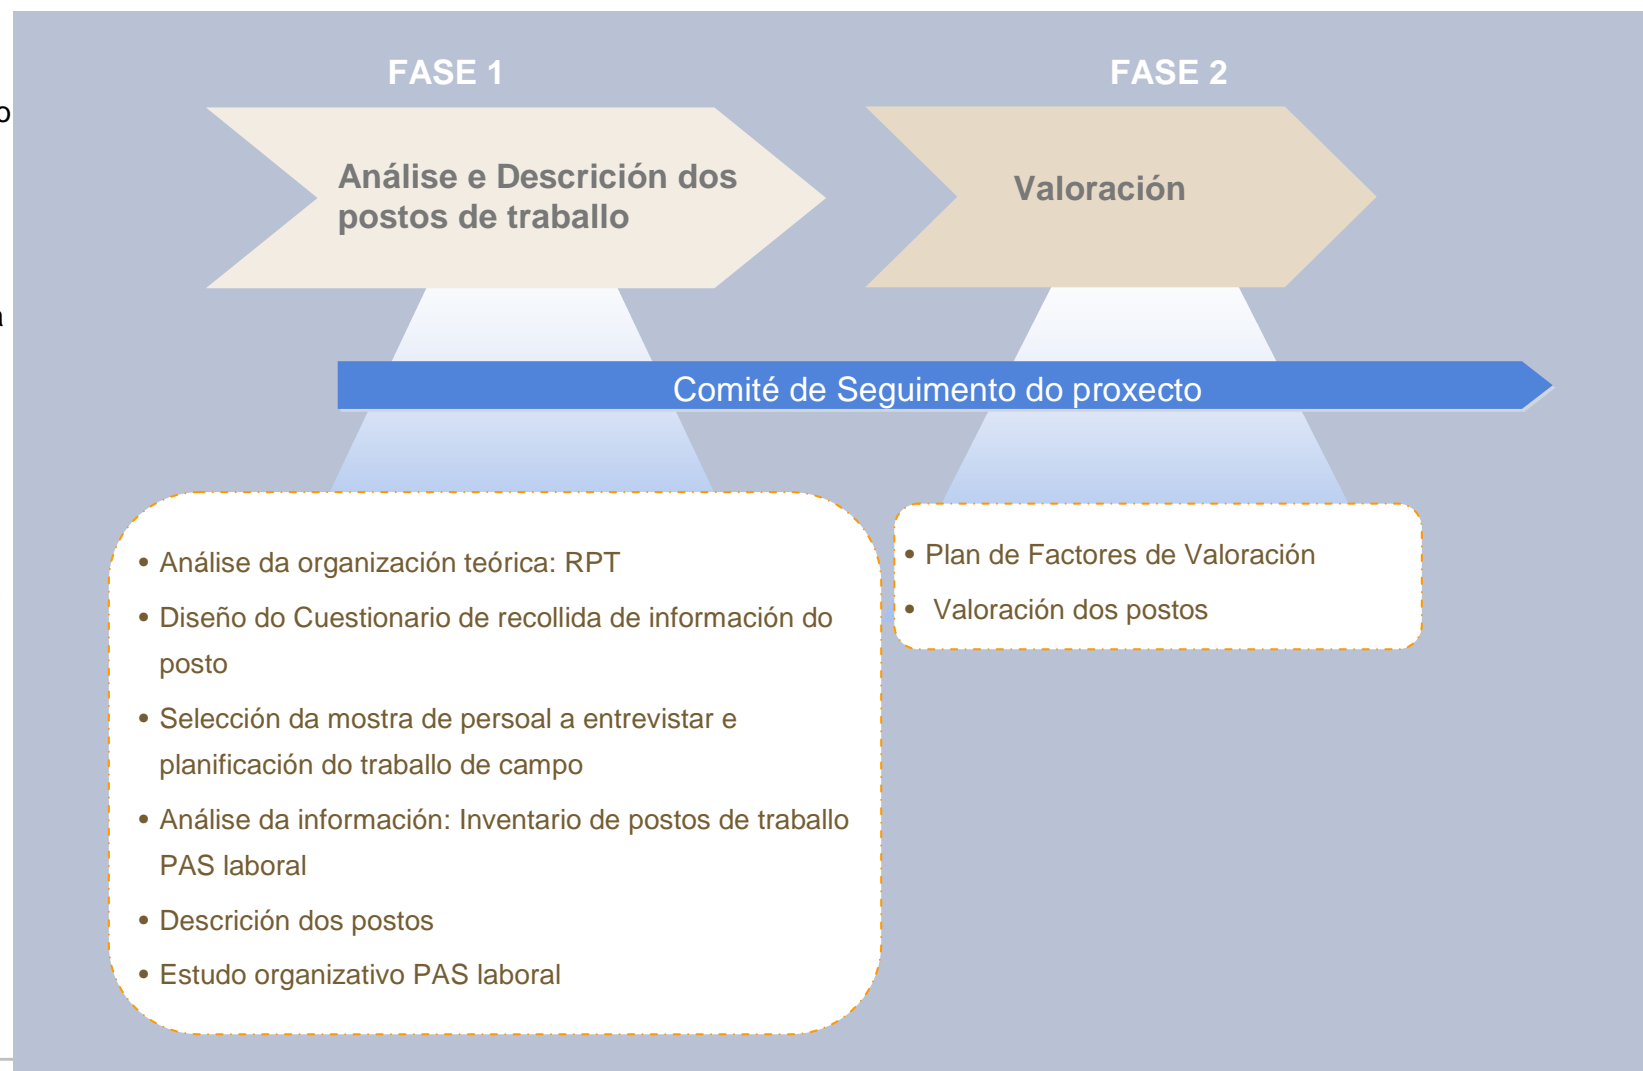 FASE 1
FASE 2
o
Análise e Descrición dos
postos de traballo
Valoración
a
Comité de Seguimento do proxecto
• Análise da organización teórica: RPT
• Diseño do Cuestionario de recollida de información do
posto
• Selección da mostra de persoal a entrevistar e
planificación do traballo de campo
• Análise da información: Inventario de postos de traballo
PAS laboral
• Descrición dos postos
• Estudo organizativo PAS laboral
• Plan de Factores de Valoración
• Valoración dos postos